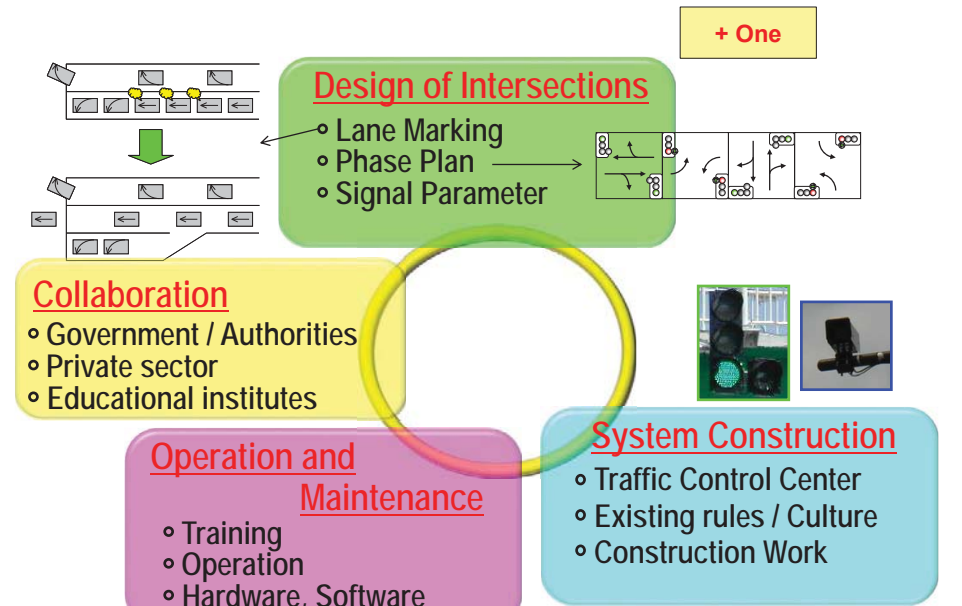 + One
Design of Intersections
Lane Marking
Phase Plan
Signal Parameter
Collaboration
Government / Authorities
Private sector
Educational institutes
Operation and
Maintenance
Training
Operation
Hardware, Software
System Construction
Traffic Control Center
Existing rules / Culture
Construction Work